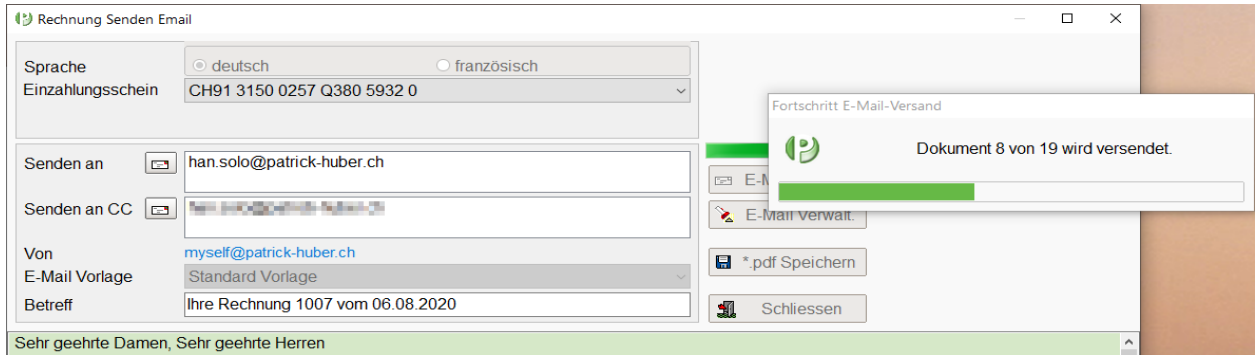 Rechnung Senden Email
Sprache
deutsch
französisch
Einzahlungsschein
CH91 3150 0257 Q380 5932 0
Fortschritt E-Mail-Versand
Dokument 8 von 19 wird versendet.
Senden an
han.solo@patrick-huber.ch
Senden an CC
E-Mail Verwalt.
Von
myself@patrick-huber.ch
E-Mail Vorlage
Standard Vorlage
*.pdf Speichern
Betreff
Ihre Rechnung 1007 vom 06.08.2020
Schliessen
Sehr geehrte Damen, Sehr geehrte Herren